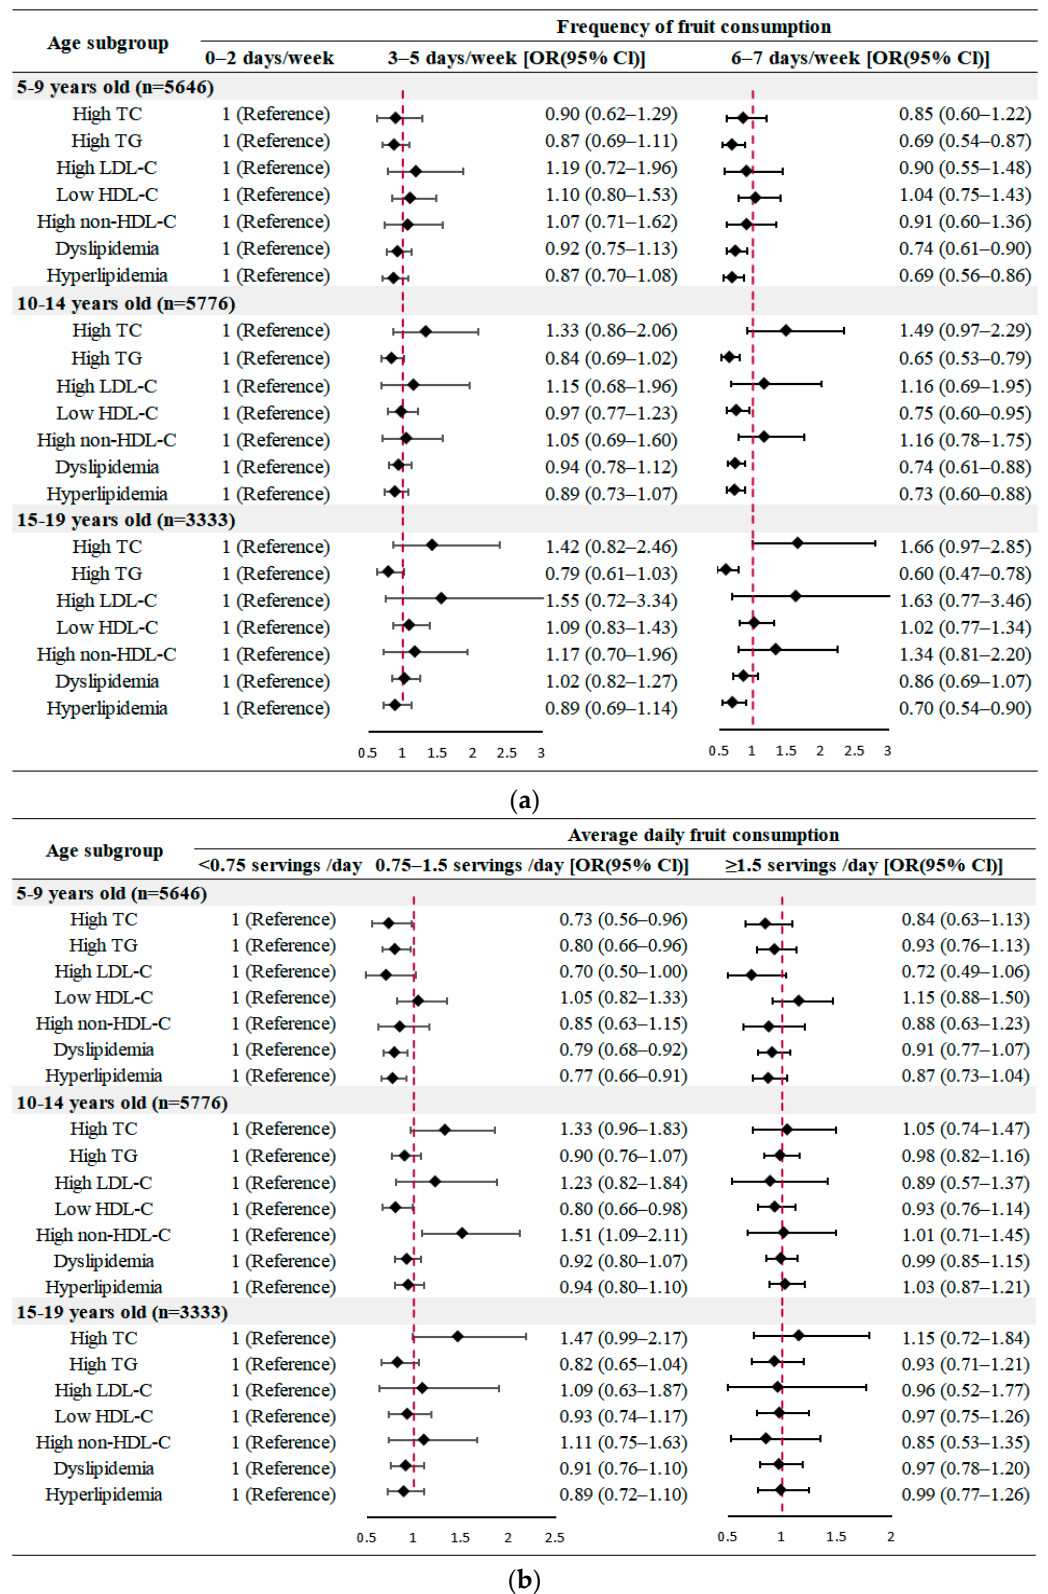 Age subgroup Frequency of fruit consumption
0–2 days/week 3–5 days/week [OR(95% CI)] 6–7 days/week [OR(95% CI)]
5-9 years old (n=5646)
High TC 1 (Reference) 0.90 (0.62–1.29) 0.85 (0.60–1.22)
High TG 1 (Reference) 0.87 (0.69–1.11) 0.69 (0.54–0.87)
High LDL-C 1 (Reference) 1.19 (0.72–1.96) 0.90 (0.55–1.48)
Low HDL-C 1 (Reference) 1.10 (0.80–1.53) 1.04 (0.75–1.43)
High non-HDL-C 1 (Reference) 1.07 (0.71–1.62) 0.91 (0.60–1.36)
Dyslipidemia 1 (Reference) 0.92 (0.75–1.13) 0.74 (0.61–0.90)
Hyperlipidemia 1 (Reference) 0.87 (0.70–1.08) 0.69 (0.56–0.86)
10-14 years old (n=5776)
High TC 1 (Reference) 1.33 (0.86–2.06) 1.49 (0.97–2.29)
High TG 1 (Reference) 0.84 (0.69–1.02) 0.65 (0.53–0.79)
High LDL-C 1 (Reference) 1.15 (0.68–1.96) 1.16 (0.69–1.95)
Low HDL-C 1 (Reference) 0.97 (0.77–1.23) 0.75 (0.60–0.95)
High non-HDL-C 1 (Reference) 1.05 (0.69–1.60) 1.16 (0.78–1.75)
Dyslipidemia 1 (Reference) 0.94 (0.78–1.12) 0.74 (0.61–0.88)
Hyperlipidemia 1 (Reference) 0.89 (0.73–1.07) 0.73 (0.60–0.88)
15-19 years old (n=3333)
High TC 1 (Reference) 1.42 (0.82–2.46) 1.66 (0.97–2.85)
High TG 1 (Reference) 0.79 (0.61–1.03) 0.60 (0.47–0.78)
High LDL-C 1 (Reference) 1.55 (0.72–3.34) 1.63 (0.77–3.46)
Low HDL-C 1 (Reference) 1.09 (0.83–1.43) 1.02 (0.77–1.34)
High non-HDL-C 1 (Reference) 1.17 (0.70–1.96) 1.34 (0.81–2.20)
Dyslipidemia 1 (Reference) 1.02 (0.82–1.27) 0.86 (0.69–1.07)
Hyperlipidemia 1 (Reference) 0.89 (0.69–1.14) 0.70 (0.54–0.90)
0.5 1 1.5 2 2.5 3 0.5 1 1.5 2 2.5 3
(a)
Age subgroup Average daily fruit consumption
<0.75 servings /day 0.75–1.5 servings /day [OR(95% CI)] ≥1.5 servings /day [OR(95% CI)]
5-9 years old (n=5646)
High TC 1 (Reference) 0.73 (0.56–0.96) 0.84 (0.63–1.13)
High TG 1 (Reference) 0.80 (0.66–0.96) 0.93 (0.76–1.13)
High LDL-C 1 (Reference) 0.70 (0.50–1.00) 0.72 (0.49–1.06)
Low HDL-C 1 (Reference) 1.05 (0.82–1.33) 1.15 (0.88–1.50)
High non-HDL-C 1 (Reference) 0.85 (0.63–1.15) 0.88 (0.63–1.23)
Dyslipidemia 1 (Reference) 0.79 (0.68–0.92) 0.91 (0.77–1.07)
Hyperlipidemia 1 (Reference) 0.77 (0.66–0.91) 0.87 (0.73–1.04)
10-14 years old (n=5776)
High TC 1 (Reference) 1.33 (0.96–1.83) 1.05 (0.74–1.47)
High TG 1 (Reference) 0.90 (0.76–1.07) 0.98 (0.82–1.16)
High LDL-C 1 (Reference) 1.23 (0.82–1.84) 0.89 (0.57–1.37)
Low HDL-C 1 (Reference) 0.80 (0.66–0.98) 0.93 (0.76–1.14)
High non-HDL-C 1 (Reference) 1.51 (1.09–2.11) 1.01 (0.71–1.45)
Dyslipidemia 1 (Reference) 0.92 (0.80–1.07) 0.99 (0.85–1.15)
Hyperlipidemia 1 (Reference) 0.94 (0.80–1.10) 1.03 (0.87–1.21)
15-19 years old (n=3333)
High TC 1 (Reference) 1.47 (0.99–2.17) 1.15 (0.72–1.84)
High TG 1 (Reference) 0.82 (0.65–1.04) 0.93 (0.71–1.21)
High LDL-C 1 (Reference) 1.09 (0.63–1.87) 0.96 (0.52–1.77)
Low HDL-C 1 (Reference) 0.93 (0.74–1.17) 0.97 (0.75–1.26)
High non-HDL-C 1 (Reference) 1.11 (0.75–1.63) 0.85 (0.53–1.35)
Dyslipidemia 1 (Reference) 0.91 (0.76–1.10) 0.97 (0.78–1.20)
Hyperlipidemia 1 (Reference) 0.89 (0.72–1.10) 0.99 (0.77–1.26)
0.5 1 1.5 2 2.5 0.5 1 1.5 2
(b)